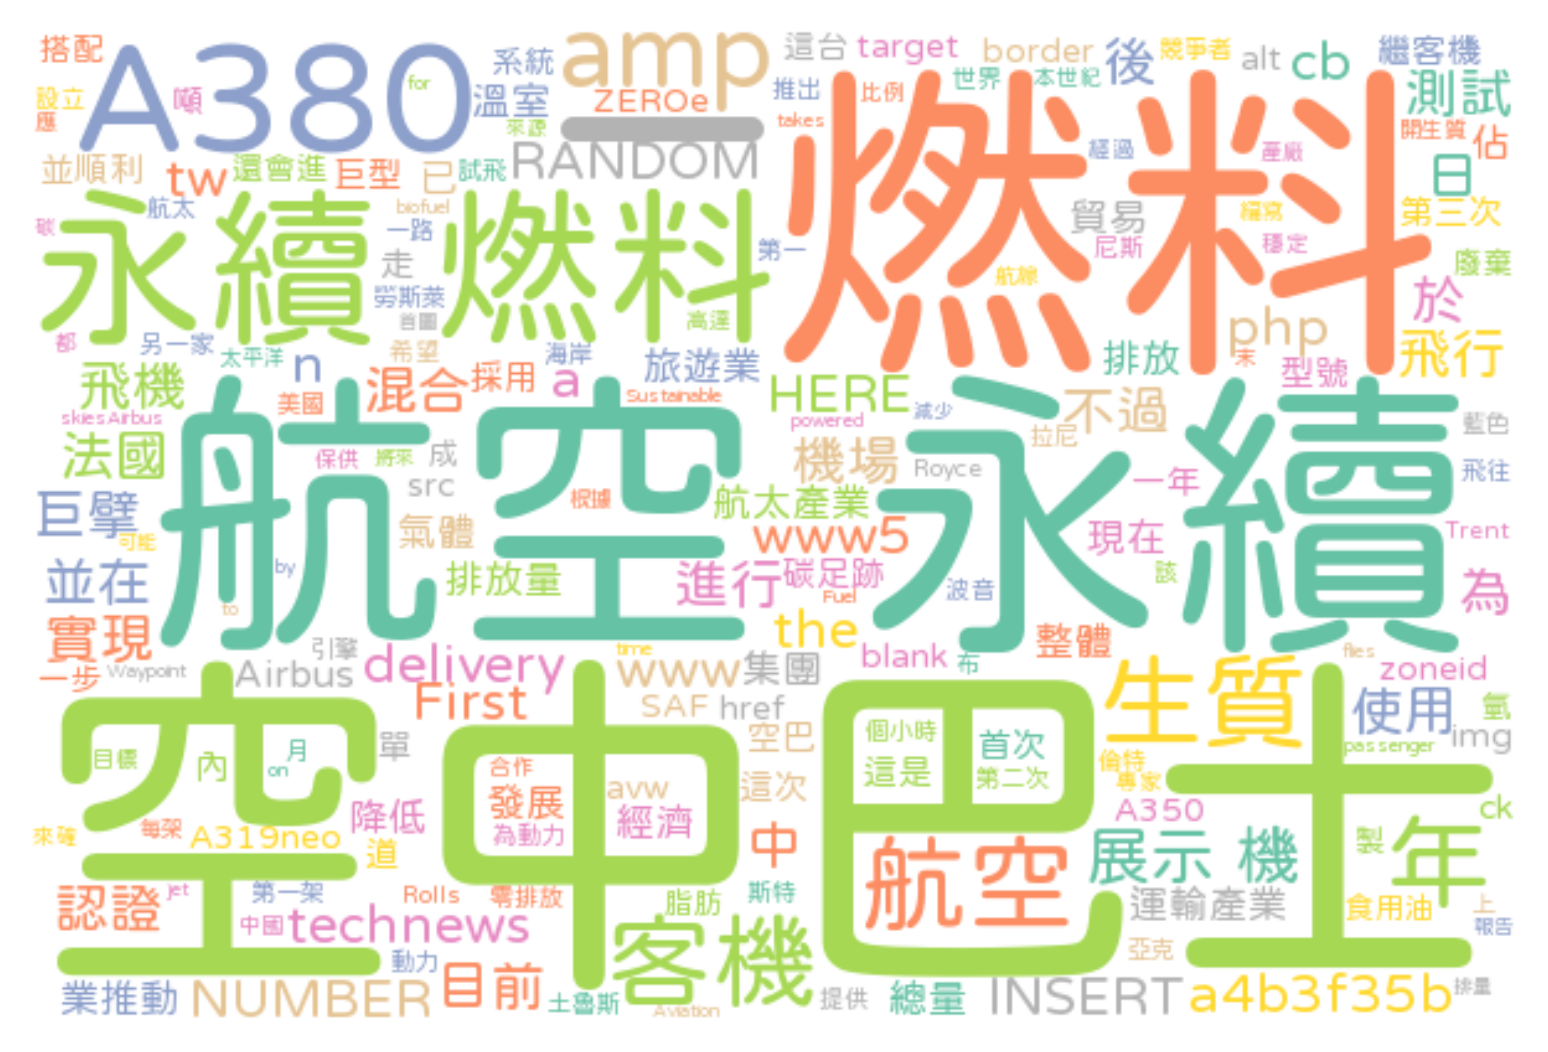 搭配 A380 for 系統 amp 這台 target border 後 競爭者 alt cb 繼客機
設立 噸 溫室 ZEROe 推出 比例 世界 本世紀 測試
應 來源 takes 經過 產廠 開生質 佔
並順利 tw 還會進 巨型 已 試飛 RANDOM 燃料 日
碳 航太 biofuel 一路 貿易 編寫 第三次
永續 燃料 走 第一 尼斯 穩定 廢棄
勞斯萊 航線 於
首圖 高達 php
都 另一家 太平洋 n 希望 海岸 旅遊業 排放 末 型號 飛行
飛機 美國 混合 採用 a Sustainable HERE 減少 不過
skiesAirbus powered 拉尼 藍色
法國 保供 將來 成 機場 Royce 一年 飛往
巨擘 航空 src 根據 航太產業 永續
可能 氣體 www5 現在 Trent
並在 by 排放量 進行 碳足跡 波音 該 為
to Fuel
實現 引擎 time the 整體 flies
一步 Waypoint Airbus delivery www 集團 blank 布 zoneid
First SAF href 生質 使用 氫
目標 內 月 單 空巴 個小時 首次 passenger img
on 合作 這是 第二次 倫特
空中巴士 發展 avw 這次 專家
來確 每架 A319neo 降低 為動力 經濟 A350 ck
道 中 航空 展示 機 製 年
認證 jet 第一架 Rolls 零排放 脂肪 斯特 運輸產業 食用油 上
中國 technews 客機 報告
動力 亞克
業推動 NUMBER 目前 土魯斯 Aviation 提供 總量 INSERT a4b3f35b 排量